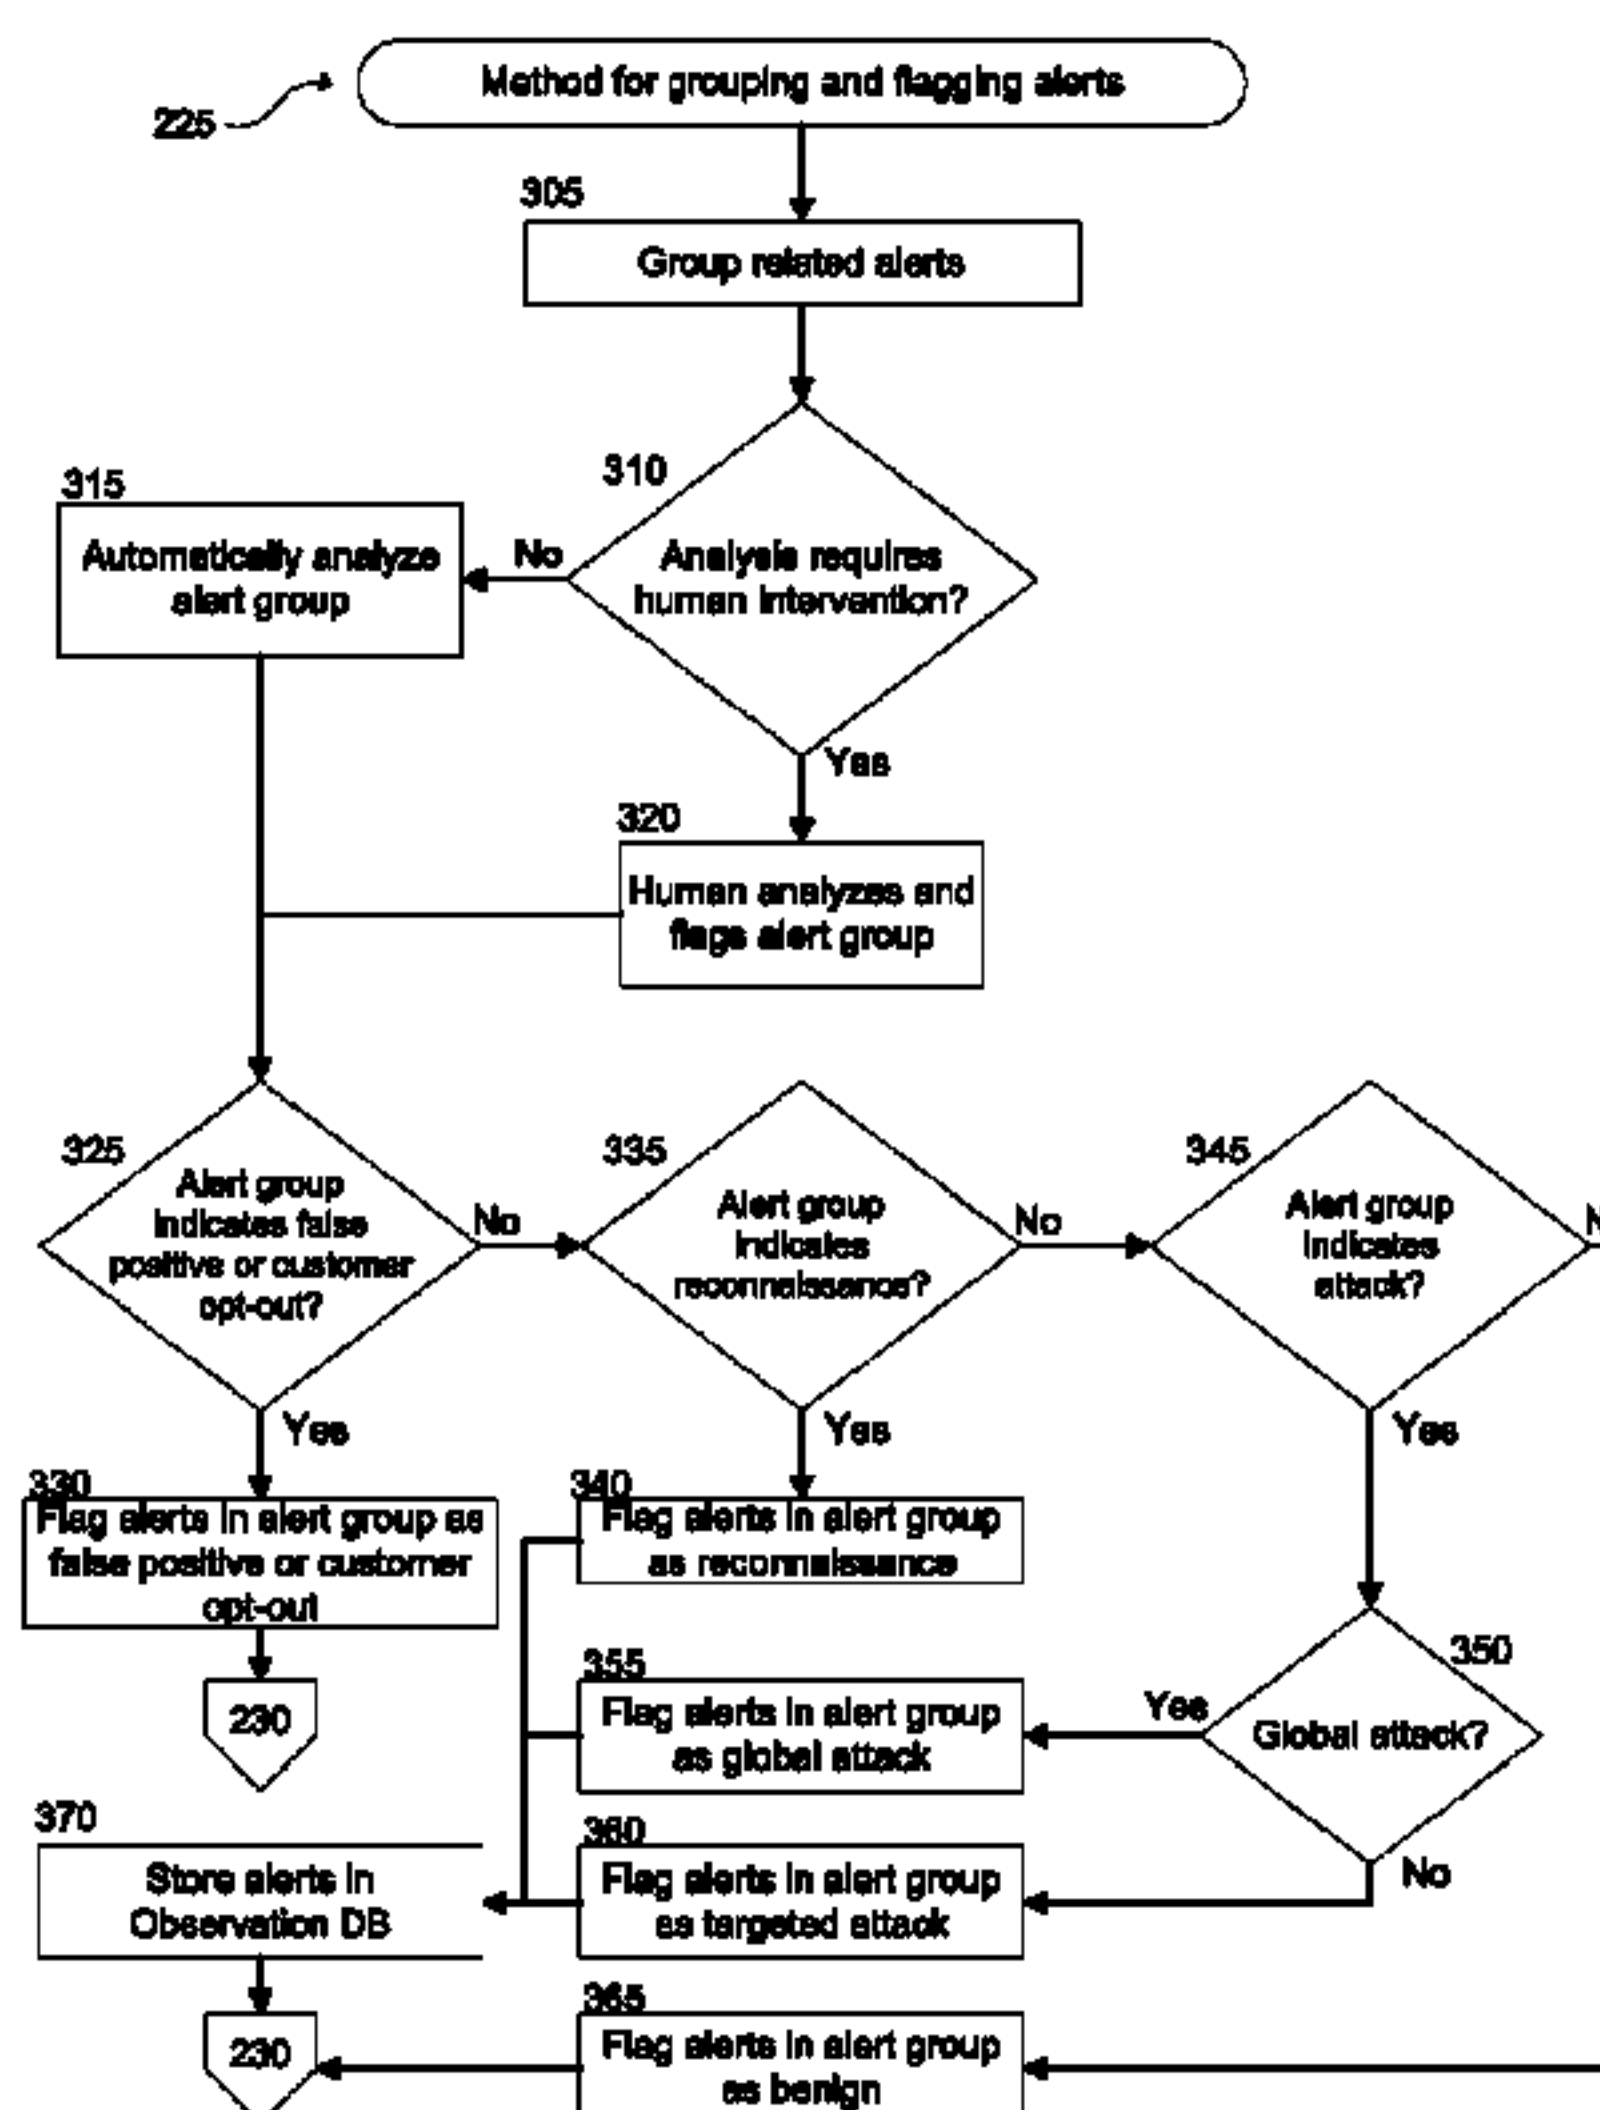 Method for grouping and flagging alerts
225
305
Group related alerts
310
315
Automatically analyze
alert group
No
Analysis requires
human intervention?
Yes
320
Human analyzes and
flags alert group
325
Alert group
indicates false
positive or customer
opt-out?
No
335
Alert group
indicates
reconnaissance?
No
345
Alert group
indicates
attack?
Yes
Yes
Yes
330
Flag alerts in alert group as
false positive or customer
opt-out
340
Flag alerts in alert group
as reconnaissance
230
350
Global attack?
Yes
355
Flag alerts in alert group
as global attack
No
360
Flag alerts in alert group
as targeted attack
370
Store alerts in
Observation DB
365
Flag alerts in alert group
as benign
230